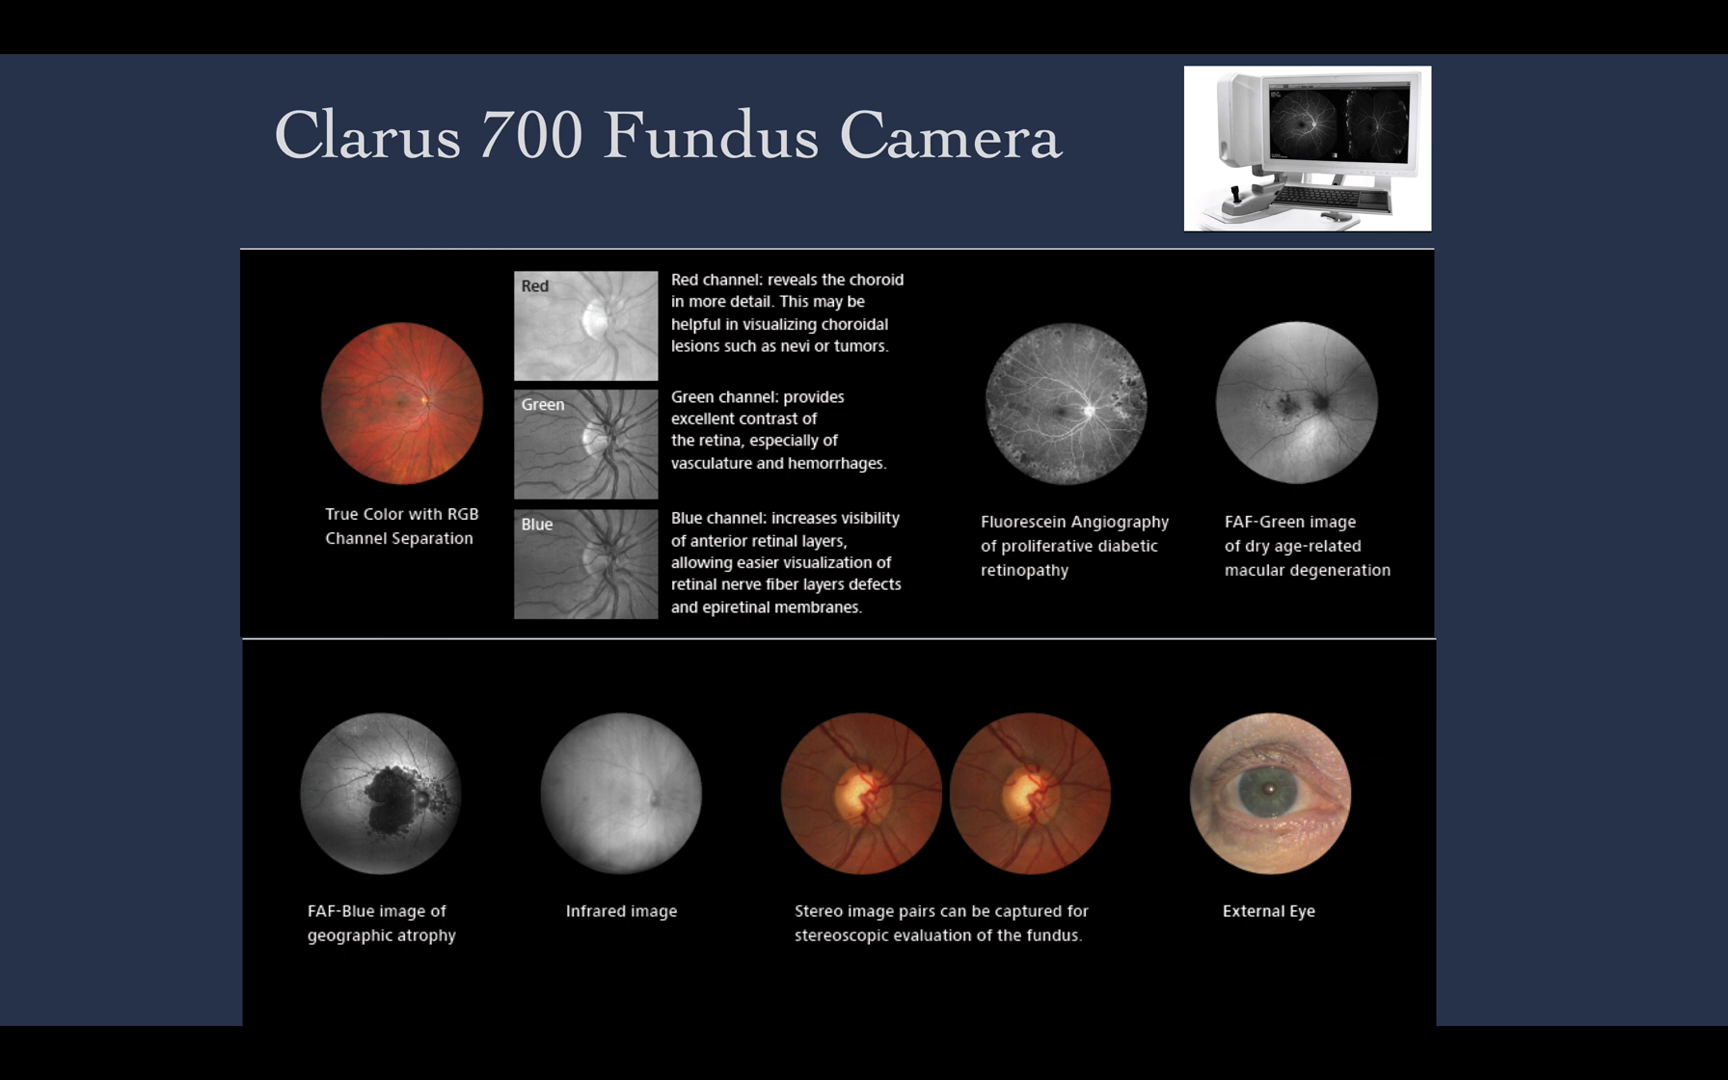 Clarus 700 Fundus Camera
Red
Red channel: reveals the choroid
in more detail. This may be
helpful in visualizing choroidal
lesions such as nevi or tumors.
Green
Green channel: provides
excellent contrast of
the retina, especially of
vasculature and hemorrhages.
Blue
Blue channel: increases visibility
of anterior retinal layers,
allowing easier visualization of
retinal nerve fiber layers defects
and epiretinal membranes.
True Color with RGB
Channel Separation
Fluorescein Angiography
of proliferative diabetic
retinopathy
FAF-Green image
of dry age-related
macular degeneration
FAF-Blue image of
geographic atrophy
Infrared image
Stereo image pairs can be captured for
stereoscopic evaluation of the fundus.
External Eye